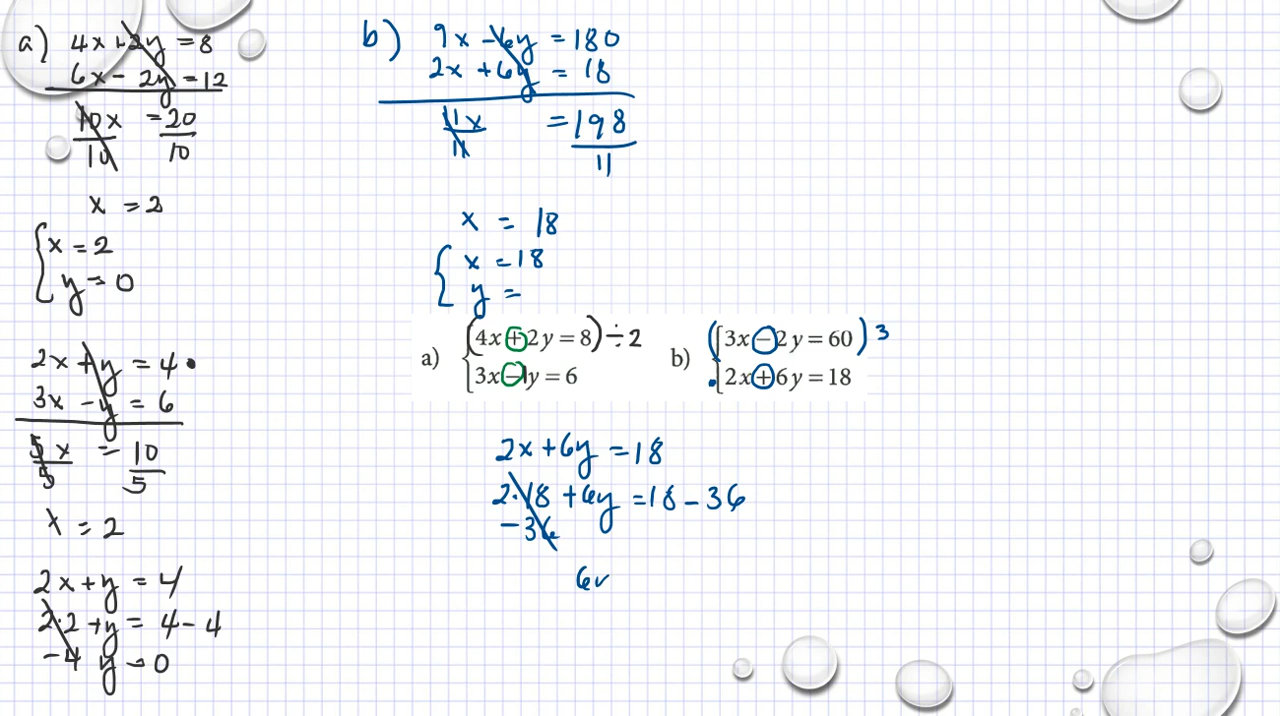 a) 4x+2y = 8
6x - 2y = 12
10x = 20
10 10
x = 2
x = 2
y = 0
2x + y = 4 •
3x - y = 6
5x = 10
5 5
x = 2
2x + y = 4
2·2 + y = 4 - 4
-4 y = 0
b) 9x - 6y = 180
2x + 6y = 18
11x = 198
11 11
x = 18
x = 18
y =
a) (4x + 2y = 8) ÷ 2
3x - 1y = 6
b) (3x − 2y = 60) 3
• 2x + 6y = 18
2x + 6y = 18
2·18 + 6y = 18 - 36
-36
6y